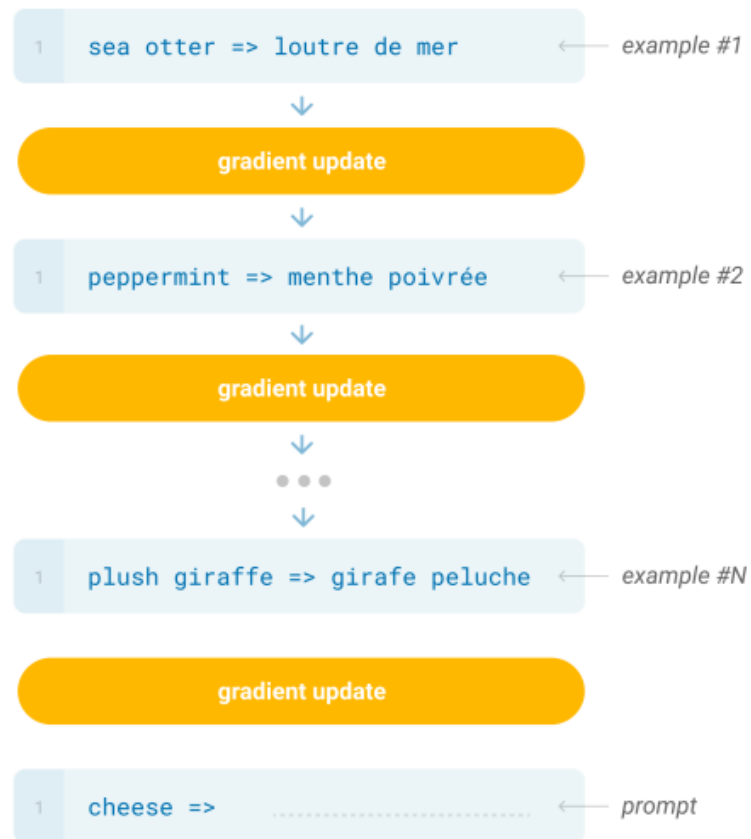 1 sea otter => loutre de mer example #1
gradient update
1 peppermint => menthe poivrée example #2
gradient update
1 plush giraffe => girafe peluche example #N
gradient update
1 cheese => prompt